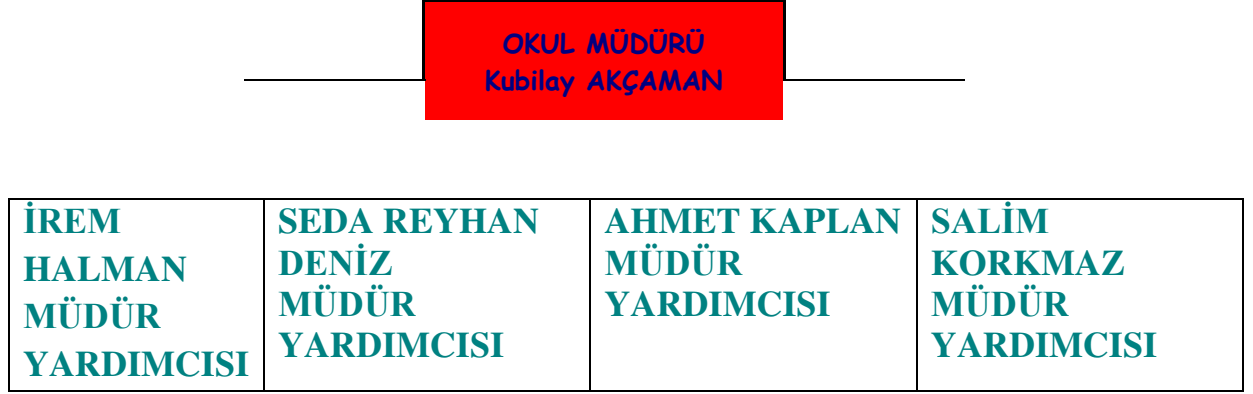 OKUL MÜDÜRÜ
Kubilay AKÇAMAN
İREM
HALMAN
MÜDÜR
YARDIMCISI
SEDA REYHAN
DENİZ
MÜDÜR
YARDIMCISI
AHMET KAPLAN
MÜDÜR
YARDIMCISI
SALİM
KORKMAZ
MÜDÜR
YARDIMCISI